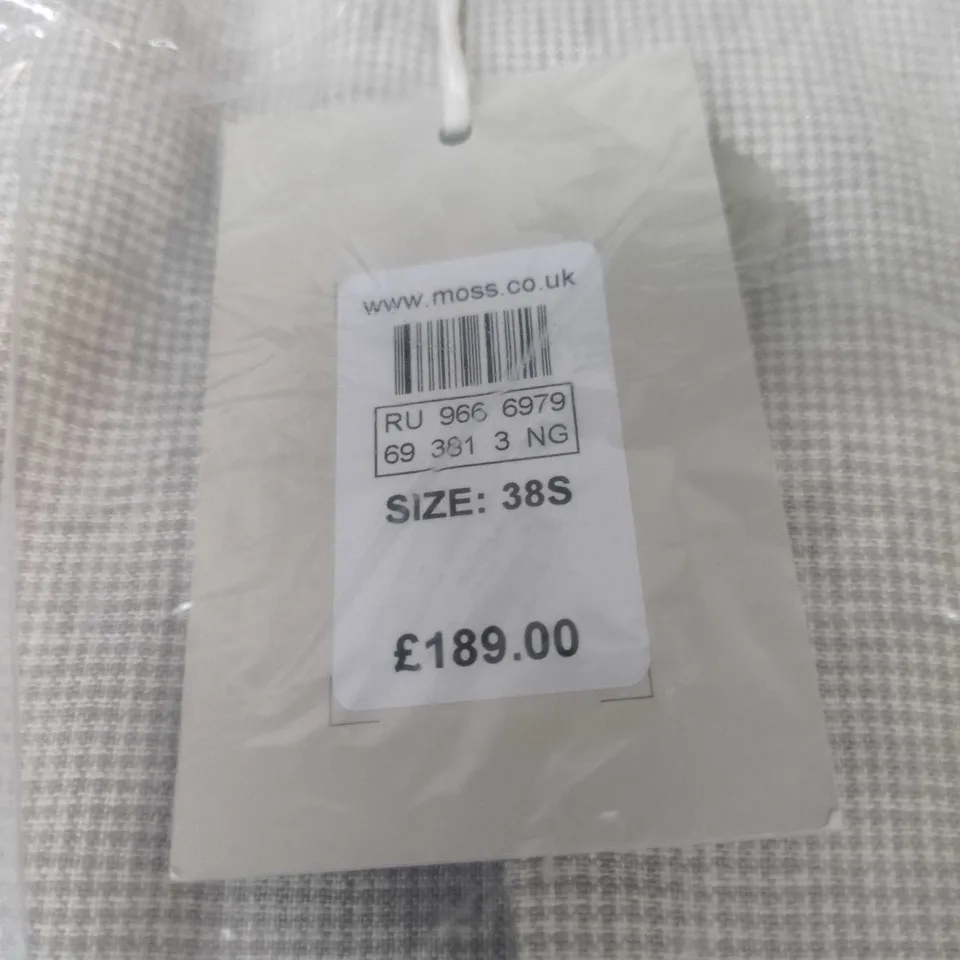 www.moss.co.uk
RU 966 6979
69 381 3 NG
SIZE: 38S
£189.00